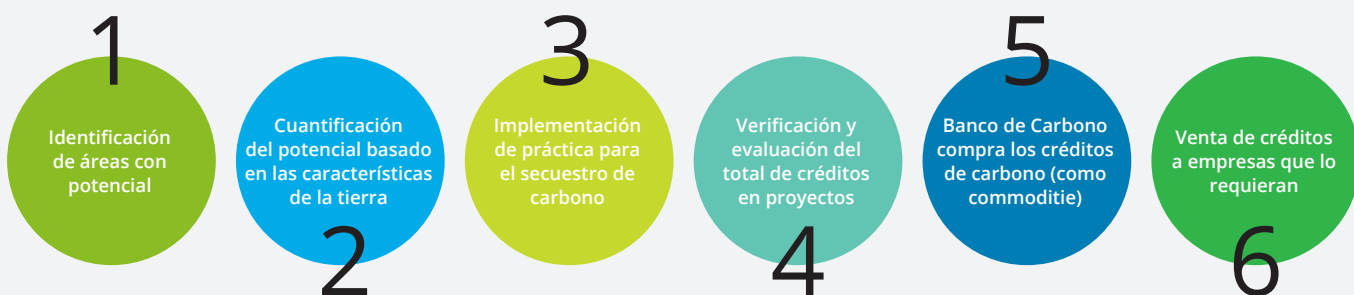 1
Identificación
de áreas con
potencial
Cuantificación
del potencial basado
en las características
de la tierra
2
3
Implementación
de práctica para
el secuestro de
carbono
Verificación y
evaluación del
total de créditos
en proyectos
4
5
Banco de Carbono
compra los créditos
de carbono (como
commoditie)
Venta de créditos
a empresas que lo
requieran
6